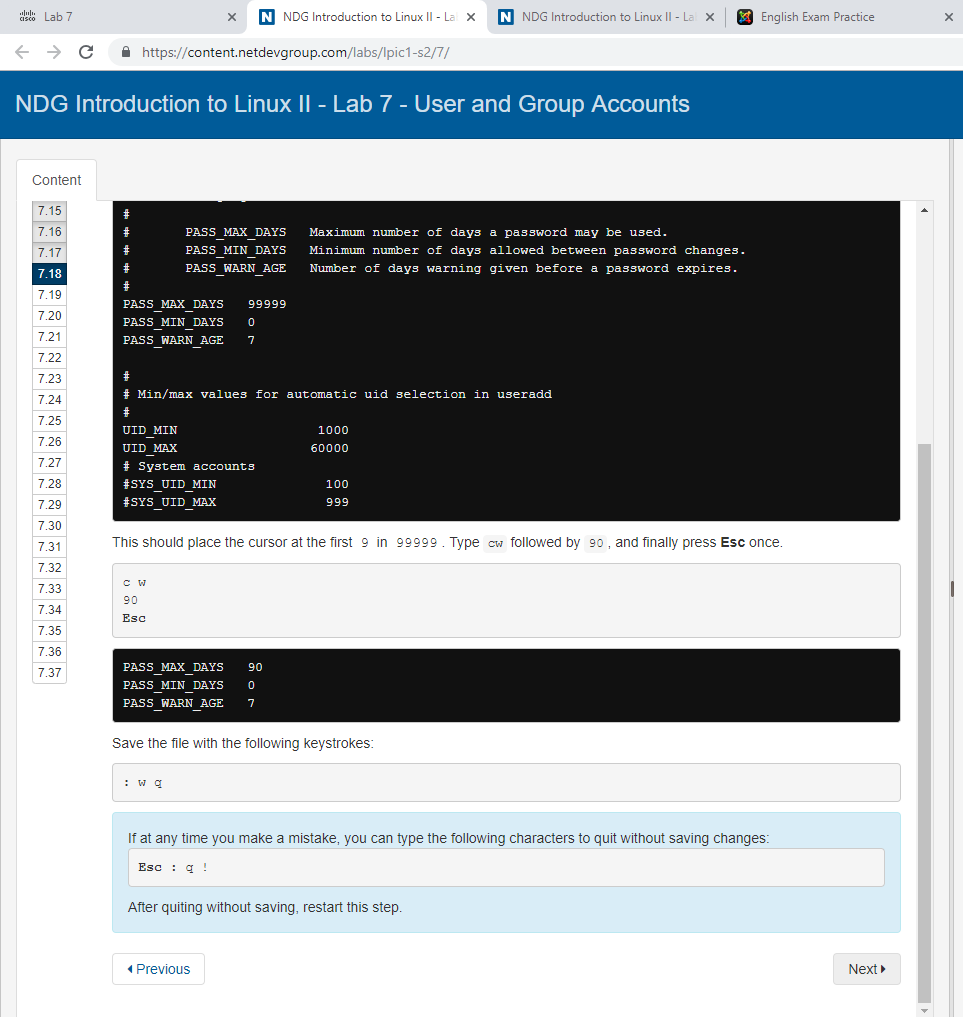 Lab 7
NDG Introduction to Linux II - La
NDG Introduction to Linux II - La
English Exam Practice
https://content.netdevgroup.com/labs/lpic1-s2/7/
NDG Introduction to Linux II - Lab 7 - User and Group Accounts
Content
7.15
7.16
7.17
7.18
7.19
7.20
7.21
7.22
7.23
7.24
7.25
7.26
7.27
7.28
7.29
7.30
7.31
7.32
7.33
7.34
7.35
7.36
7.37
#
# PASS_MAX_DAYS Maximum number of days a password may be used.
# PASS_MIN_DAYS Minimum number of days allowed between password changes.
# PASS_WARN_AGE Number of days warning given before a password expires.
#
PASS_MAX_DAYS 99999
PASS_MIN_DAYS 0
PASS_WARN_AGE 7
#
# Min/max values for automatic uid selection in useradd
#
UID_MIN 1000
UID_MAX 60000
# System accounts
#SYS_UID_MIN 100
#SYS_UID_MAX 999
This should place the cursor at the first 9 in 99999. Type cw followed by 90, and finally press Esc once.
c w
90
Esc
PASS_MAX_DAYS 90
PASS_MIN_DAYS 0
PASS_WARN_AGE 7
Save the file with the following keystrokes:
: w q
If at any time you make a mistake, you can type the following characters to quit without saving changes:
Esc : q !
After quiting without saving, restart this step.
Previous
Next